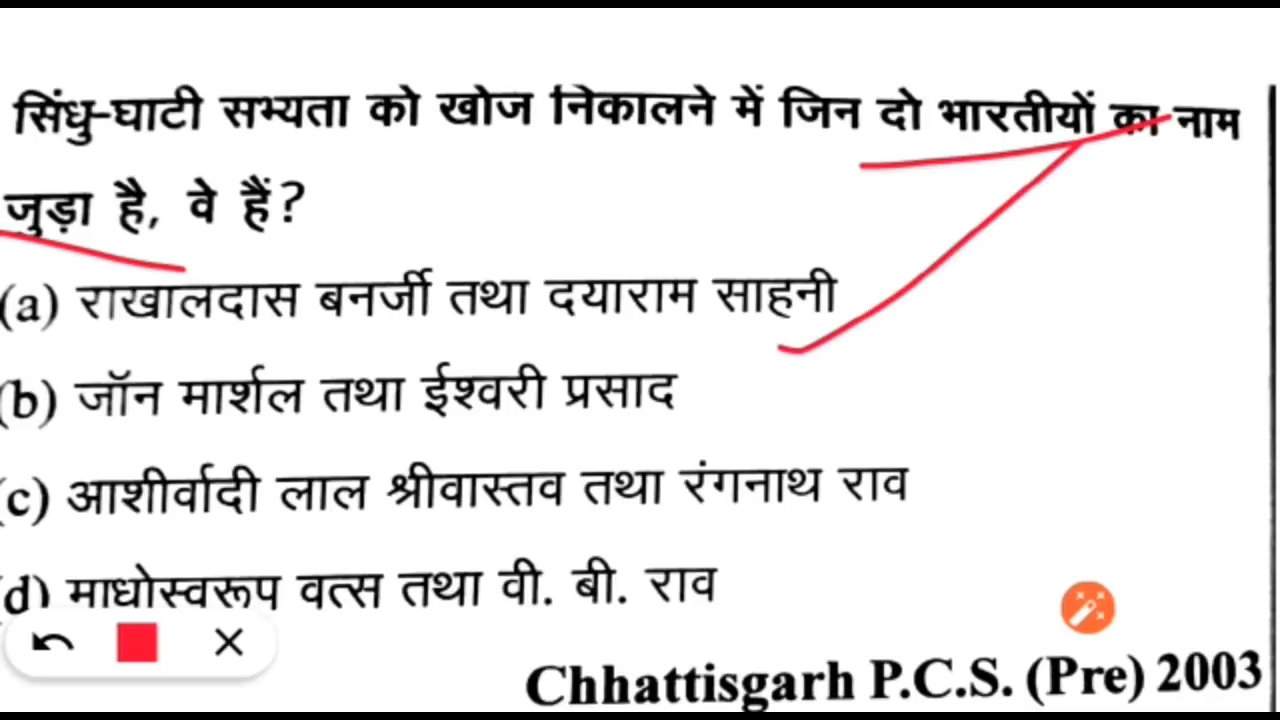 सिंधु-घाटी सभ्यता को खोज निकालने में जिन दो भारतीयों का नाम
जुड़ा है, वे हैं?
(a) राखालदास बनर्जी तथा दयाराम साहनी
(b) जॉन मार्शल तथा ईश्वरी प्रसाद
(c) आशीर्वादी लाल श्रीवास्तव तथा रंगनाथ राव
(d) माधोस्वरूप वत्स तथा वी. बी. राव
Chhattisgarh P.C.S. (Pre) 2003